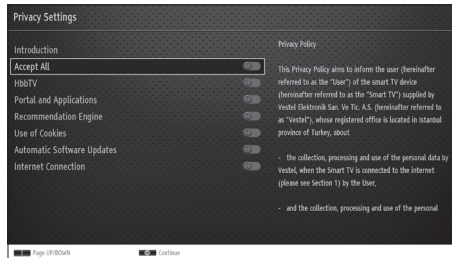 Privacy Settings
Introduction
Accept All
HbbTV
Portal and Applications
Recommendation Engine
Use of Cookies
Automatic Software Updates
Internet Connection
Privacy Policy
This Privacy Policy aims to inform the user (hereinafter
referred to as the "User") of the smart TV device
(hereinafter referred to as the "Smart TV") supplied by
Vestel Elektronik San. Ve Tic. A.S. (hereinafter referred to
as "Vestel"), whose registered office is located in Istanbul
province of Turkey, about
- the collection, processing and use of the personal data by
Vestel, when the Smart TV is connected to the internet
(please see Section 1) by the User,
- and the collection, processing and use of the personal
Page UP/DOWN
Continue